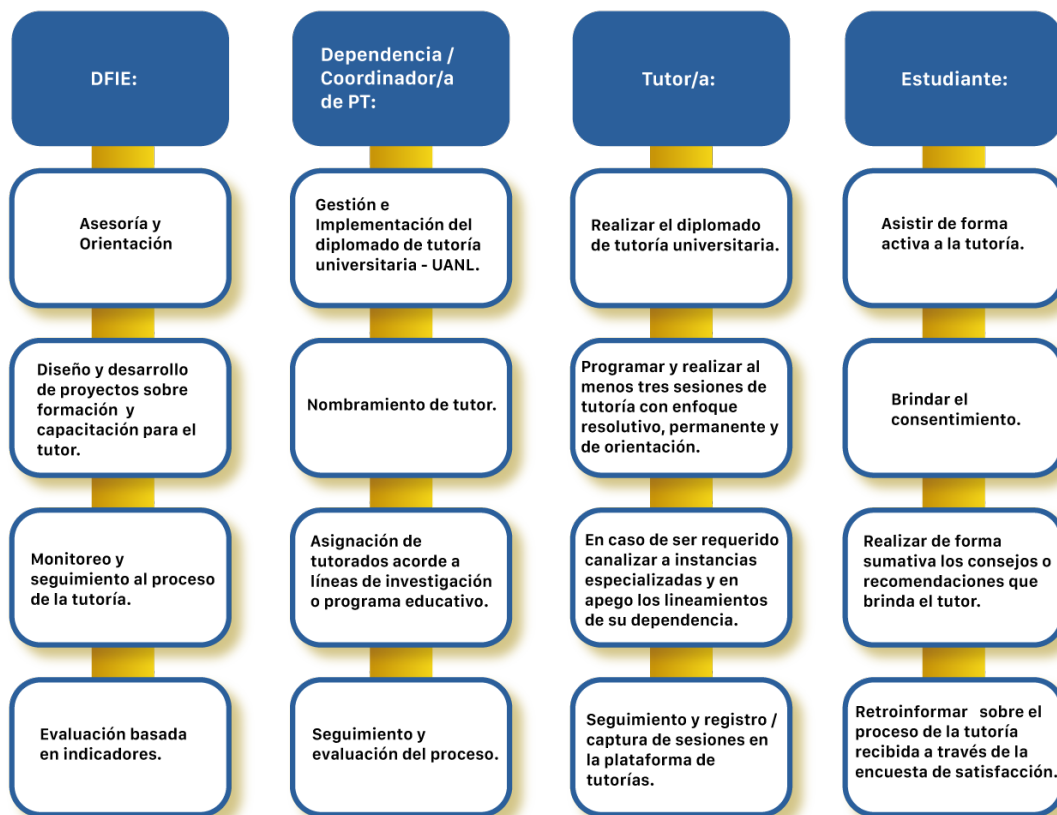 DFIE:
Asesoría y
Orientación
Diseño y desarrollo
de proyectos sobre
formación y
capacitación para el
tutor.
Monitoreo y
seguimiento al proceso
de la tutoría.
Evaluación basada
en indicadores.
Dependencia /
Coordinador/a
de PT:
Gestión e
Implementación del
diplomado de tutoría
universitaria - UANL.
Nombramiento de tutor.
Asignación de
tutorados acorde a
líneas de investigación
o programa educativo.
Seguimiento y
evaluación del proceso.
Tutor/a:
Realizar el diplomado
de tutoría universitaria.
Programar y realizar al
menos tres sesiones de
tutoría con enfoque
resolutivo, permanente y
de orientación.
En caso de ser requerido
canalizar a instancias
especializadas y en
apego los lineamientos
de su dependencia.
Seguimiento y registro /
captura de sesiones en
la plataforma de
tutorías.
Estudiante:
Asistir de forma
activa a la tutoría.
Brindar el
consentimiento.
Realizar de forma
sumativa los consejos o
recomendaciones que
brinda el tutor.
Retroinformar sobre el
proceso de la tutoría
recibida a través de la
encuesta de satisfacción.